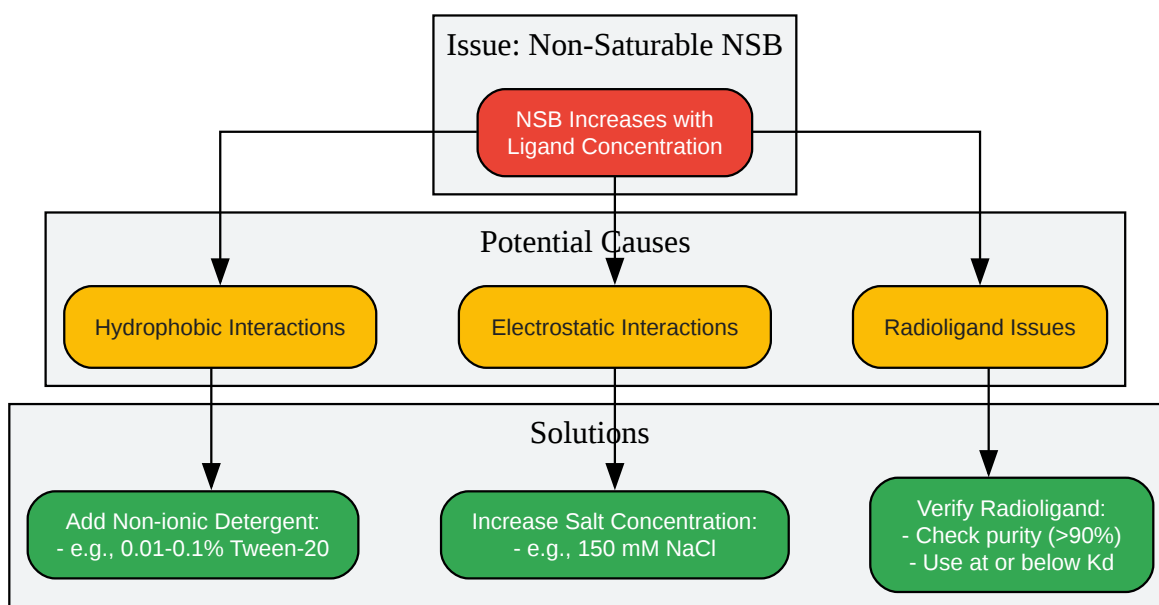 Issue: Non-Saturable NSB
NSB Increases with
Ligand Concentration
Potential Causes
Hydrophobic Interactions
Electrostatic Interactions
Radioligand Issues
Solutions
Add Non-ionic Detergent:
- e.g., 0.01-0.1% Tween-20
Increase Salt Concentration:
- e.g., 150 mM NaCl
Verify Radioligand:
- Check purity (>90%)
- Use at or below Kd